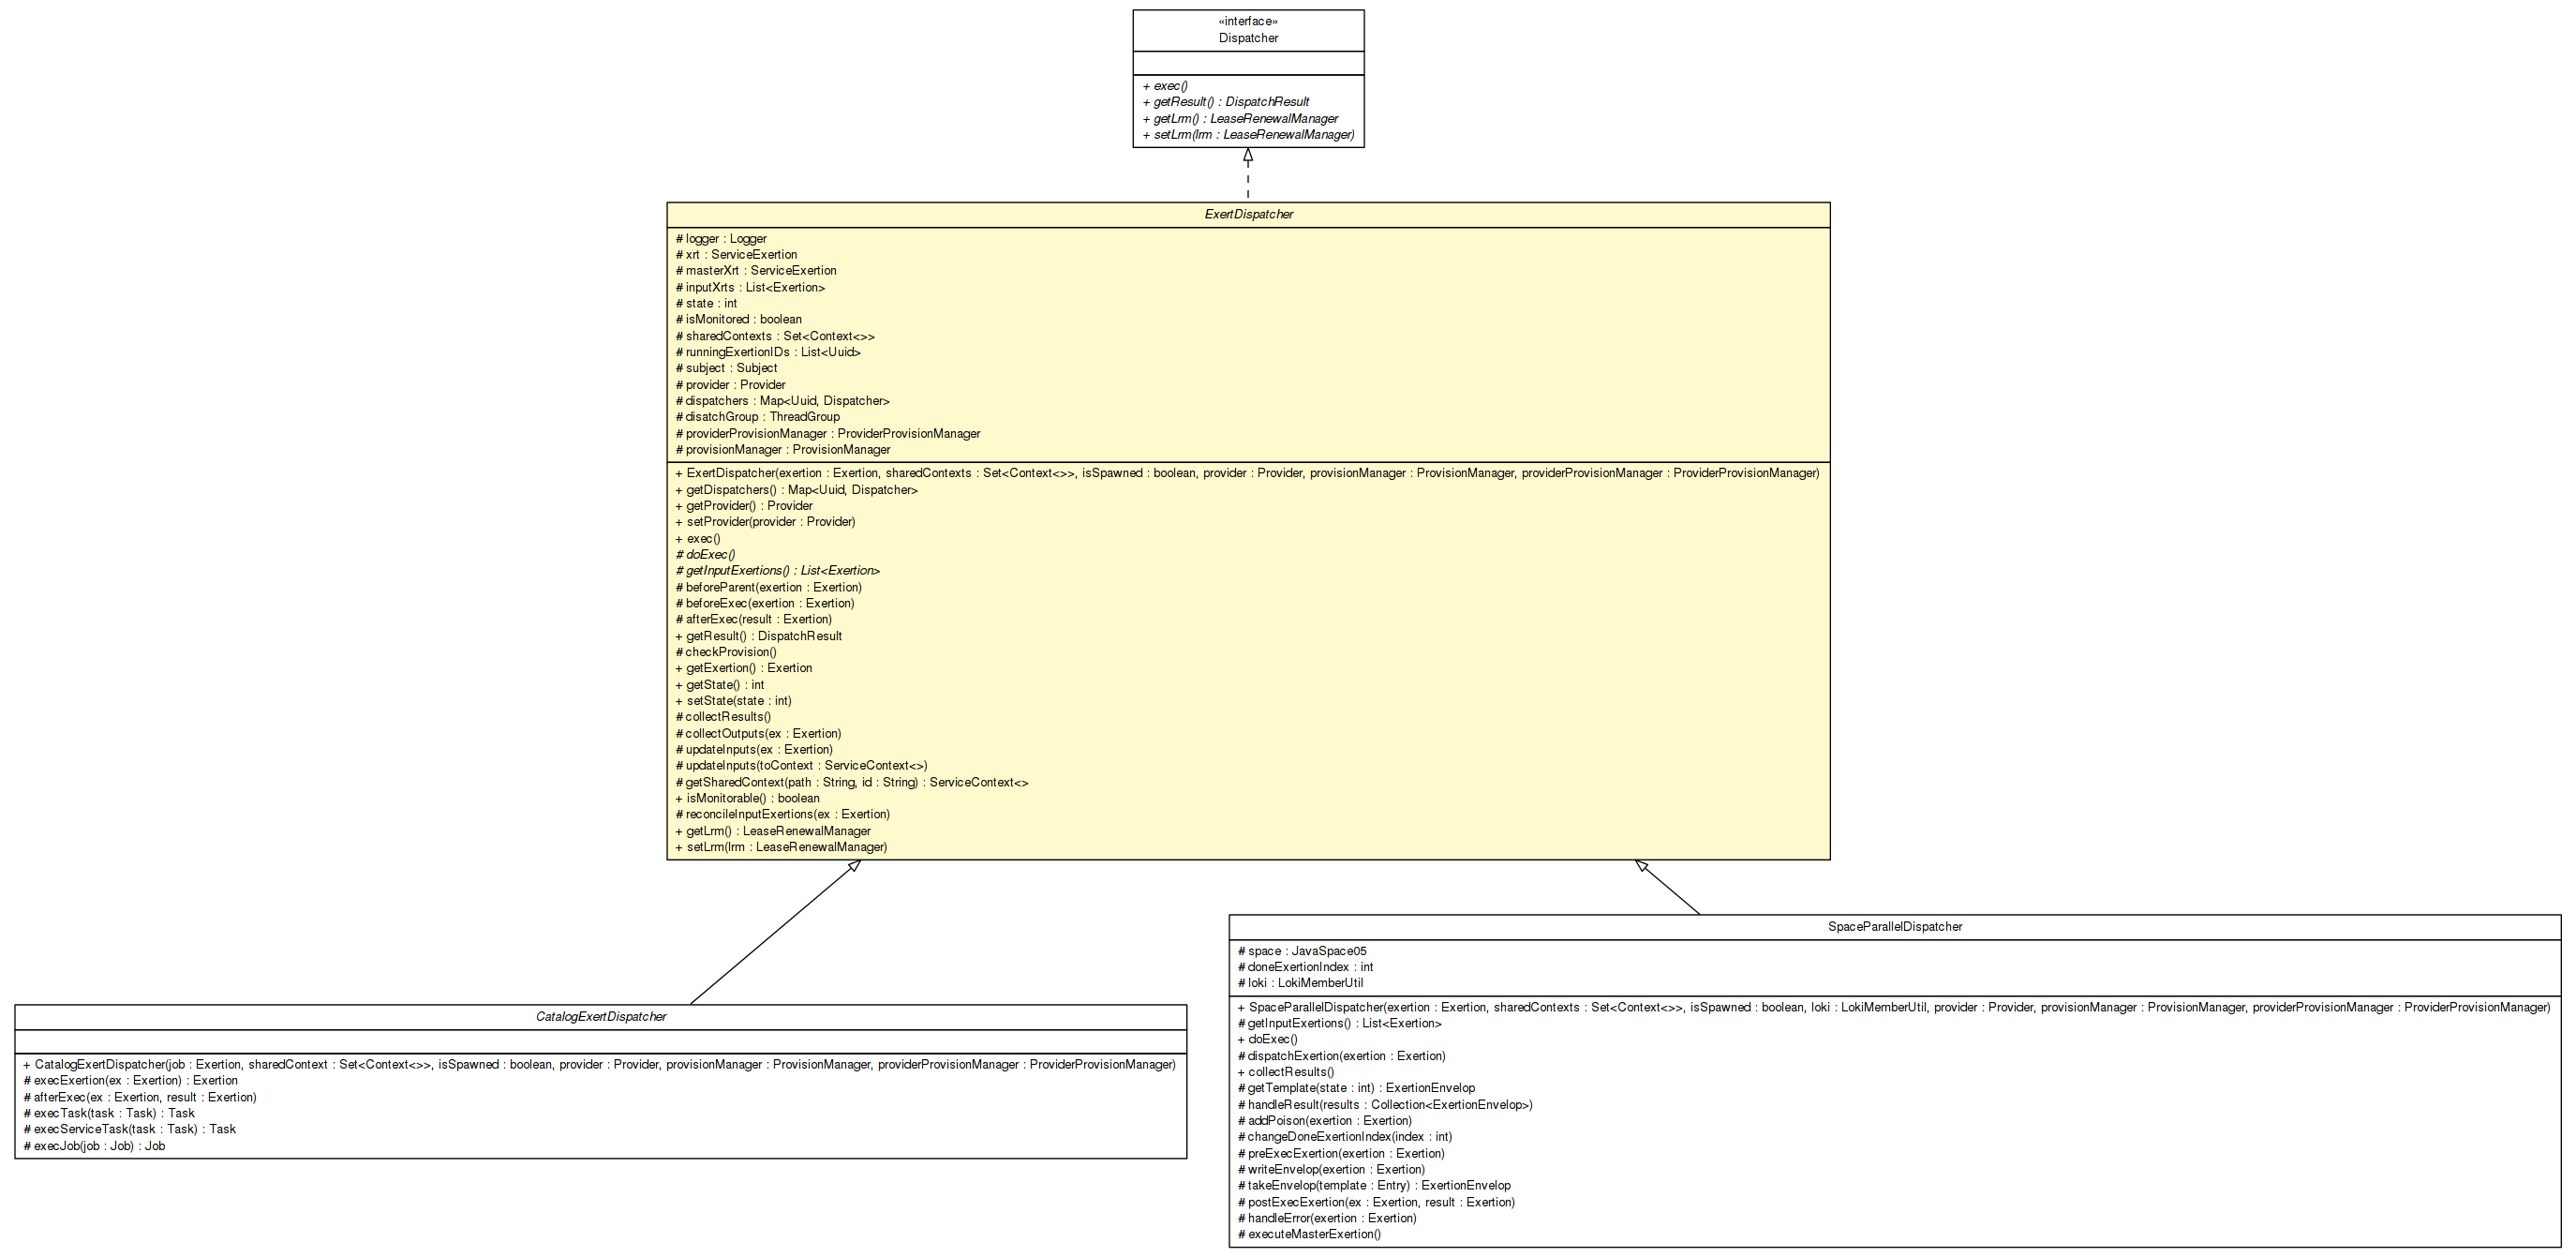 «interface»
Dispatcher
+ exec()
+ getResult() : DispatchResult
+ getLrm() : LeaseRenewalManager
+ setLrm(lrm : LeaseRenewalManager)
ExertDispatcher
# logger : Logger
# xrt : ServiceExertion
# masterXrt : ServiceExertion
# inputXrts : List<Exertion>
# state : int
# isMonitored : boolean
# sharedContexts : Set<Context<>>
# runningExertionIDs : List<Uuid>
# subject : Subject
# provider : Provider
# dispatchers : Map<Uuid, Dispatcher>
# disatchGroup : ThreadGroup
# providerProvisionManager : ProviderProvisionManager
# provisionManager : ProvisionManager
+ ExertDispatcher(exertion : Exertion, sharedContexts : Set<Context<>>, isSpawned : boolean, provider : Provider, provisionManager : ProvisionManager, providerProvisionManager : ProviderProvisionManager)
+ getDispatchers() : Map<Uuid, Dispatcher>
+ getProvider() : Provider
+ setProvider(provider : Provider)
+ exec()
# doExec()
# getInputExertions() : List<Exertion>
# beforeParent(exertion : Exertion)
# beforeExec(exertion : Exertion)
# afterExec(result : Exertion)
+ getResult() : DispatchResult
# checkProvision()
+ getExertion() : Exertion
+ getState() : int
+ setState(state : int)
# collectResults()
# collectOutputs(ex : Exertion)
# updateInputs(ex : Exertion)
# updateInputs(toContext : ServiceContext<>)
# getSharedContext(path : String, id : String) : ServiceContext<>
+ isMonitorable() : boolean
# reconcileInputExertions(ex : Exertion)
+ getLrm() : LeaseRenewalManager
+ setLrm(lrm : LeaseRenewalManager)
CatalogExertDispatcher
+ CatalogExertDispatcher(job : Exertion, sharedContext : Set<Context<>>, isSpawned : boolean, provider : Provider, provisionManager : ProvisionManager, providerProvisionManager : ProviderProvisionManager)
# execExertion(ex : Exertion) : Exertion
# afterExec(ex : Exertion, result : Exertion)
# execTask(task : Task) : Task
# execServiceTask(task : Task) : Task
# execJob(job : Job) : Job
SpaceParallelDispatcher
# space : JavaSpace05
# doneExertionIndex : int
# loki : LokiMemberUtil
+ SpaceParallelDispatcher(exertion : Exertion, sharedContexts : Set<Context<>>, isSpawned : boolean, loki : LokiMemberUtil, provider : Provider, provisionManager : ProvisionManager, providerProvisionManager : ProviderProvisionManager)
# getInputExertions() : List<Exertion>
+ doExec()
# dispatchExertion(exertion : Exertion)
+ collectResults()
# getTemplate(state : int) : ExertionEnvelop
# handleResult(results : Collection<ExertionEnvelop>)
# addPoison(exertion : Exertion)
# changeDoneExertionIndex(index : int)
# preExecExertion(exertion : Exertion)
# writeEnvelop(exertion : Exertion)
# takeEnvelop(template : Entry) : ExertionEnvelop
# postExecExertion(ex : Exertion, result : Exertion)
# handleError(exertion : Exertion)
# executeMasterExertion()